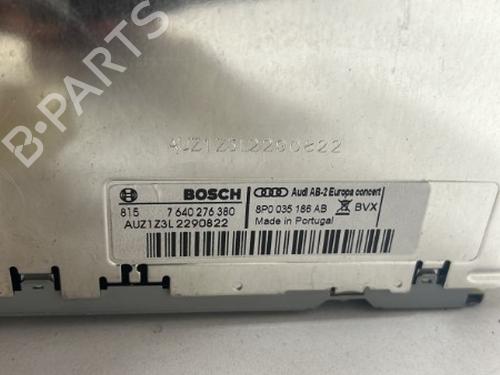 B-PARTS
AUZ1Z3L2290822
BOSCH
Audi AB-2 Europa concert
815 7 640 276 380
8P0 035 186 AB
BVX
AUZ1Z3L 2290822
Made in Portugal